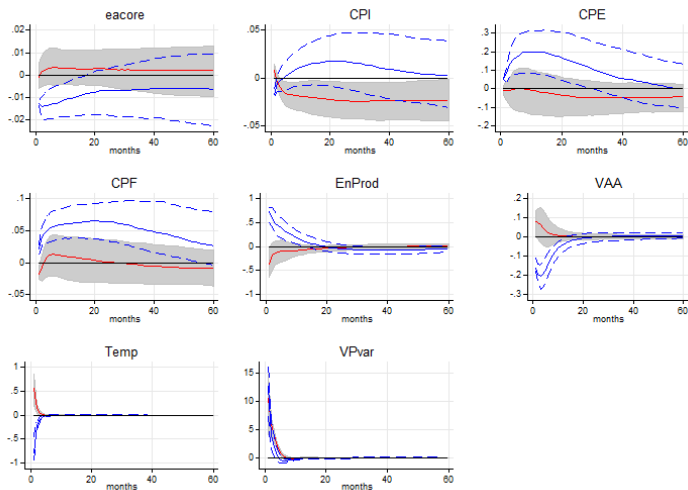 eacore CPI CPE
.02 .05 .3
.01 .2
0 0 .1
-.01 0
-.02 -.05 -.1
-.2
0 20 40 60 0 20 40 60 0 20 40 60
months months months
CPF EnProd VAA
.1 1 .2
.05 .5 .1
0 0 0
-.05 -.5 -.1
-1 -.2
-.3
0 20 40 60 0 20 40 60 0 20 40 60
months months months
Temp VPvar
1 15
.5 10
0 5
-.5 0
-1
0 20 40 60 0 20 40 60
months months